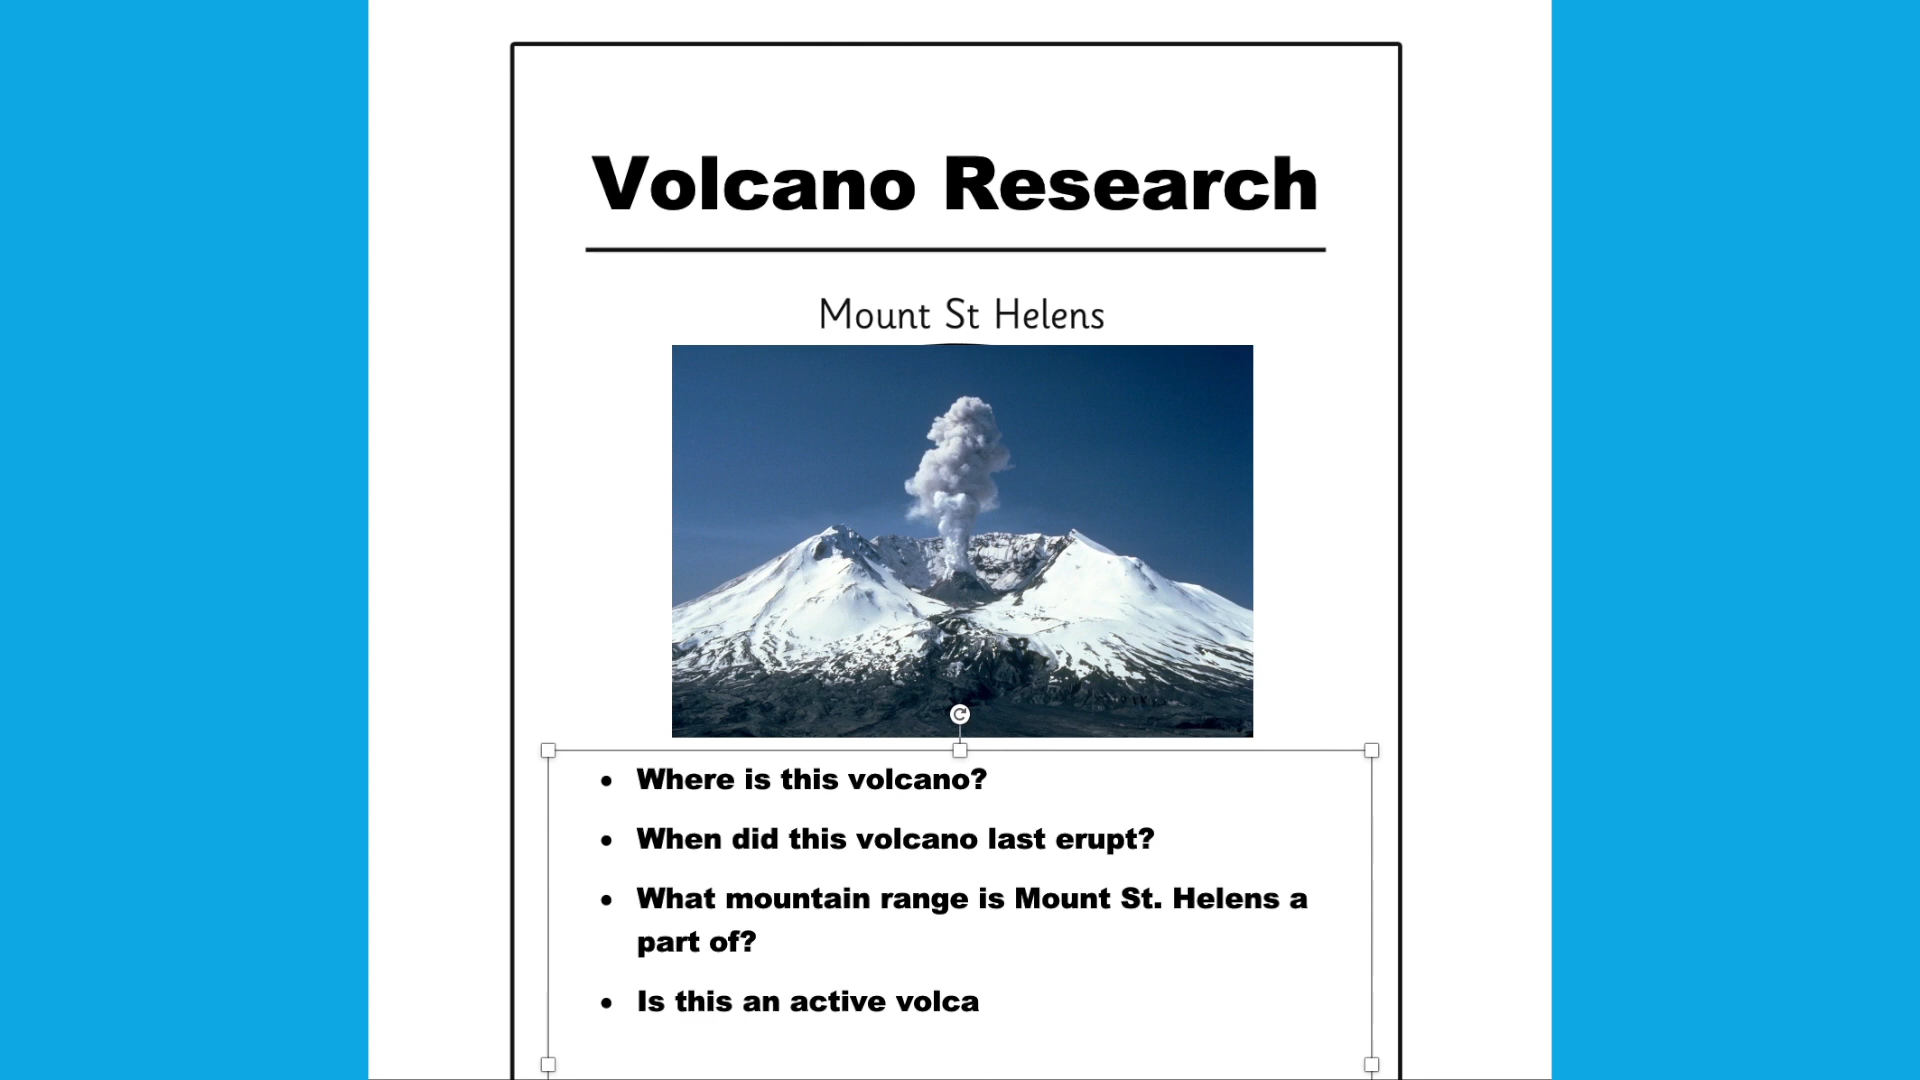 Volcano Research
Mount St Helens
• Where is this volcano?
• When did this volcano last erupt?
• What mountain range is Mount St. Helens a
part of?
• Is this an active volca